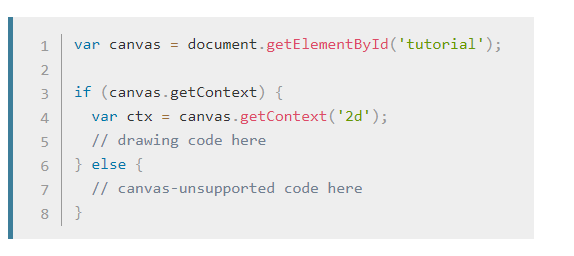 1 var canvas = document.getElementById('tutorial');
2
3 if (canvas.getContext) {
4   var ctx = canvas.getContext('2d');
5   // drawing code here
6 } else {
7   // canvas-unsupported code here
8 }